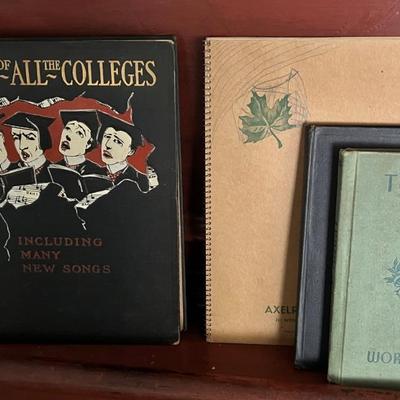 OF
ALL THE COLLEGES
INCLUDING
MANY
NEW SONGS
AXEL
T
WOR